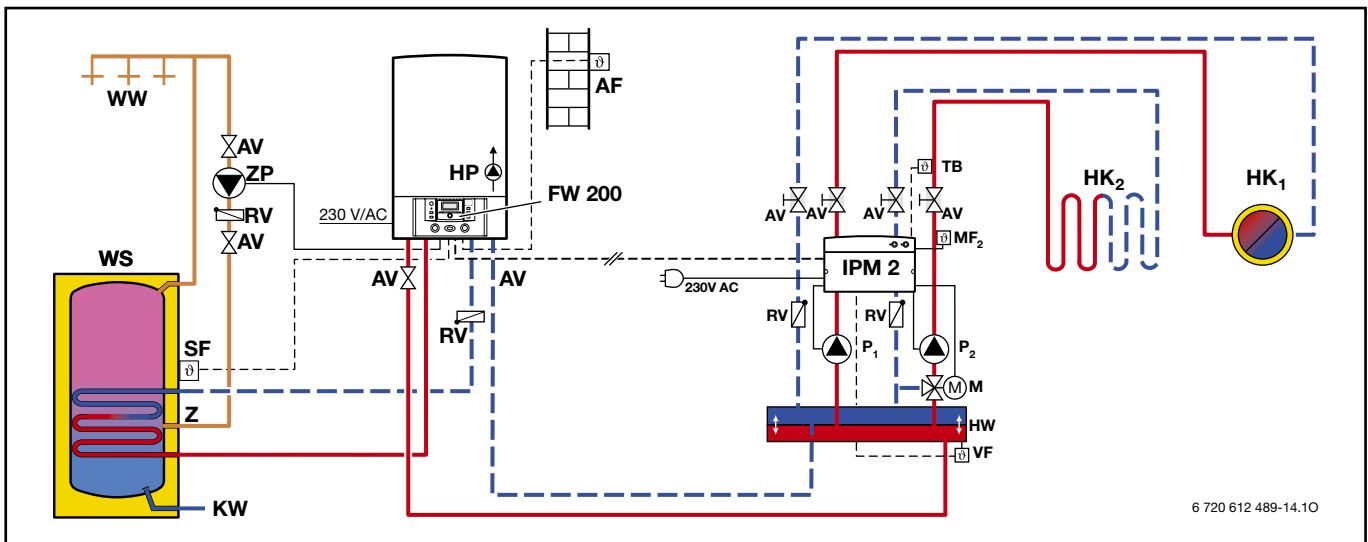 WW
AV
ZP
RV
AV
WS
SF
ϑ
Z
KW
230 V/AC
HP
FW 200
ϑ
AF
AV
AV
RV
AV
AV
AV
AV
ϑ
TB
HK₂
HK₁
IPM 2
ϑ
MF₂
230V AC
RV
RV
P₁
P₂
M
M
HW
ϑ
VF
6 720 612 489-14.1O